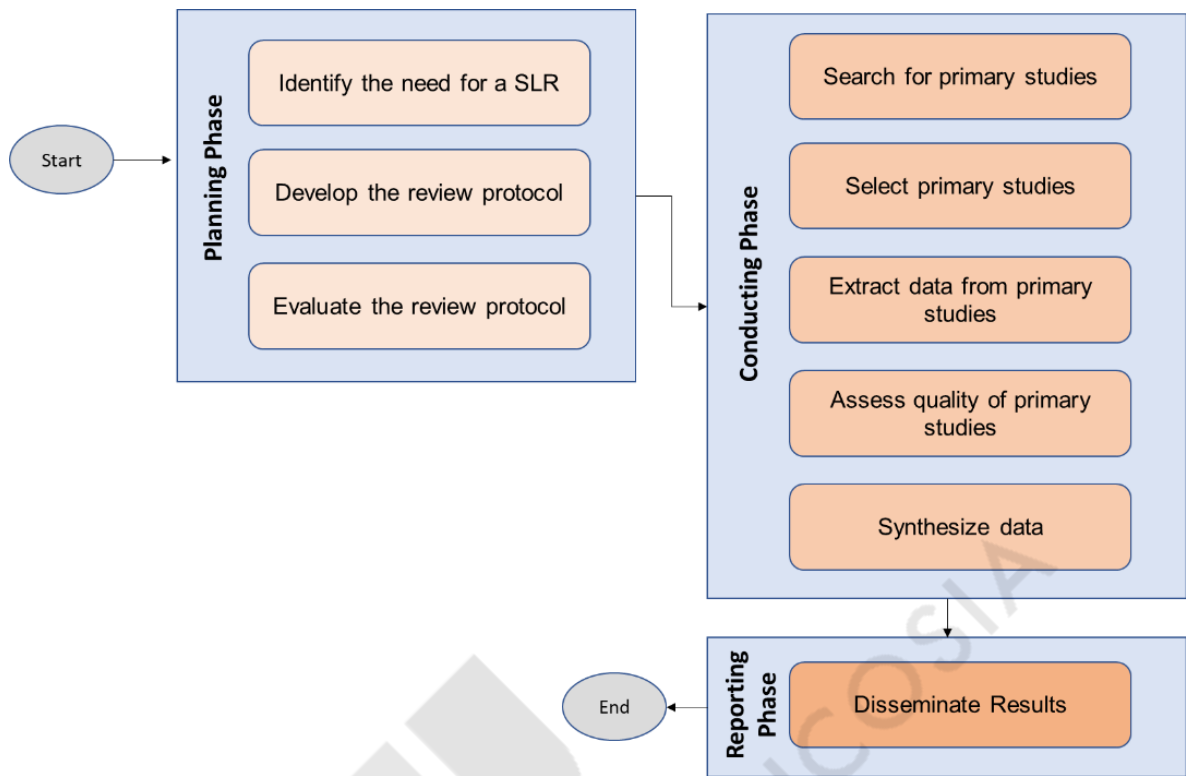 Start
Planning Phase
Identify the need for a SLR
Develop the review protocol
Evaluate the review protocol
Conducting Phase
Search for primary studies
Select primary studies
Extract data from primary
studies
Assess quality of primary
studies
Synthesize data
Reporting
Phase
Disseminate Results
End